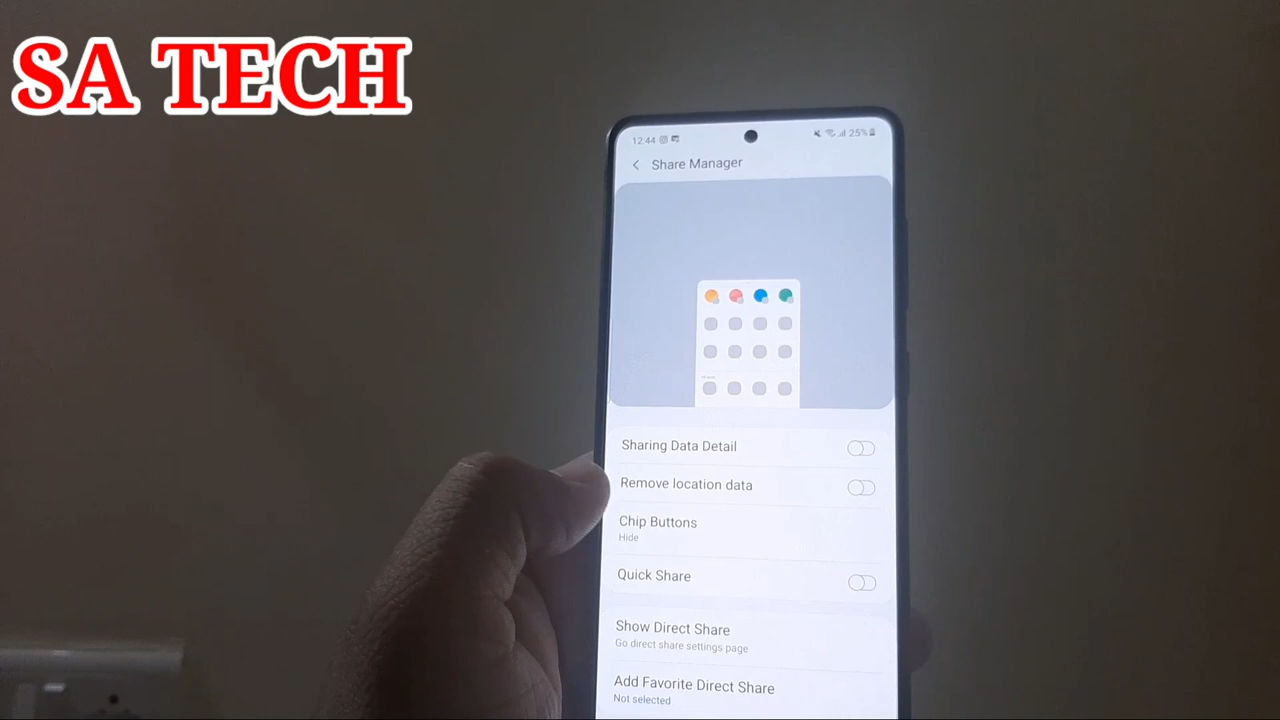 SA TECH
12:44
25%
Share Manager
Sharing Data Detail
Remove location data
Chip Buttons
Hide
Quick Share
Show Direct Share
Go direct share settings page
Add Favorite Direct Share
Not selected